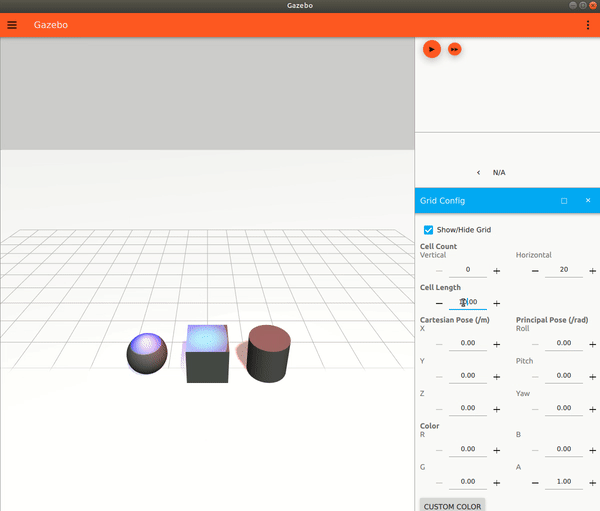 Gazebo
Gazebo
N/A
Grid Config
Show/Hide Grid
Cell Count
Vertical Horizontal
0 20
Cell Length
Cartesian Pose (/m) Principal Pose (/rad)
X Roll
0.00 0.00
Y Pitch
0.00 0.00
Z Yaw
0.00 0.00
Color
R B
0.00 0.00
G A
0.00 1.00
CUSTOM COLOR